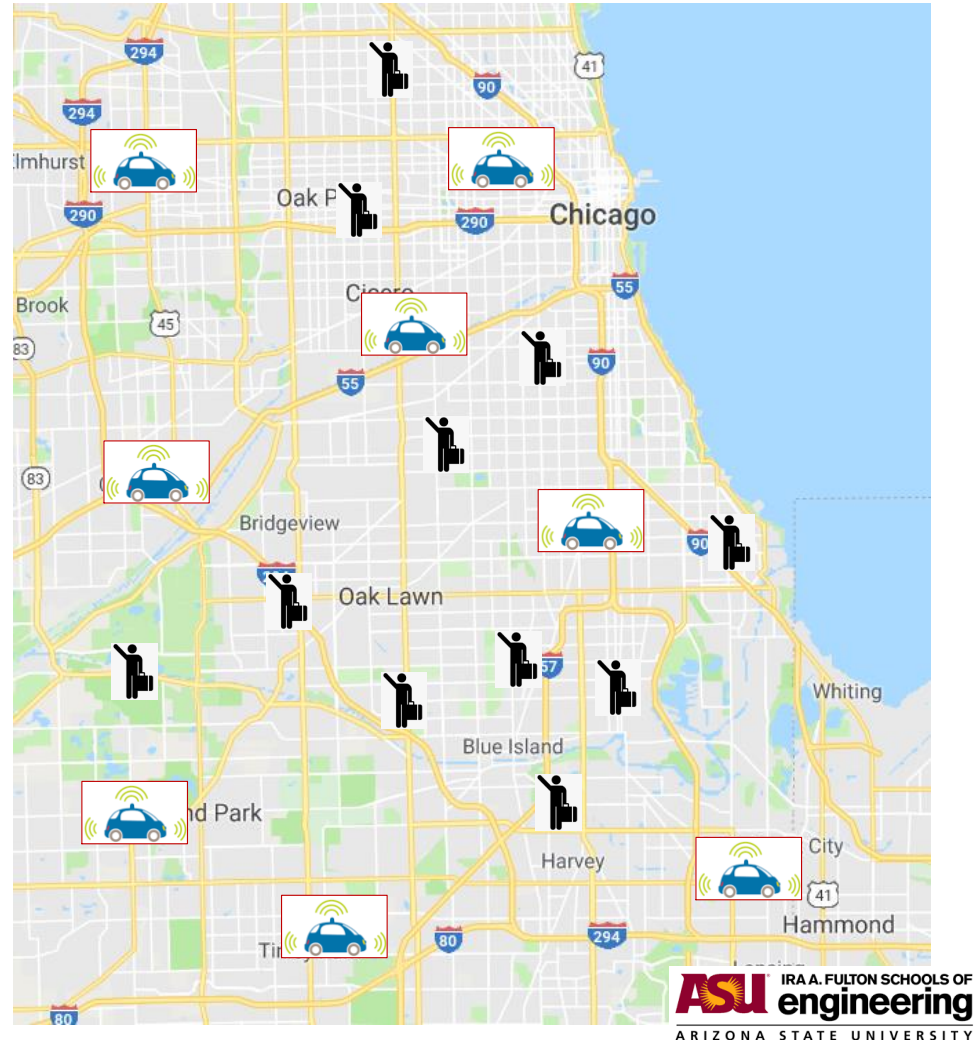 294
41
90
294
lmhurst
Oak P
290
290
Chicago
55
Brook
45
83
90
55
83
Bridgeview
90
Oak Lawn
57
Whiting
Blue Island
nd Park
City
Harvey
41
Hammond
80
294
80
ASU IRA A. FULTON SCHOOLS OF
engineering
ARIZONA STATE UNIVERSITY